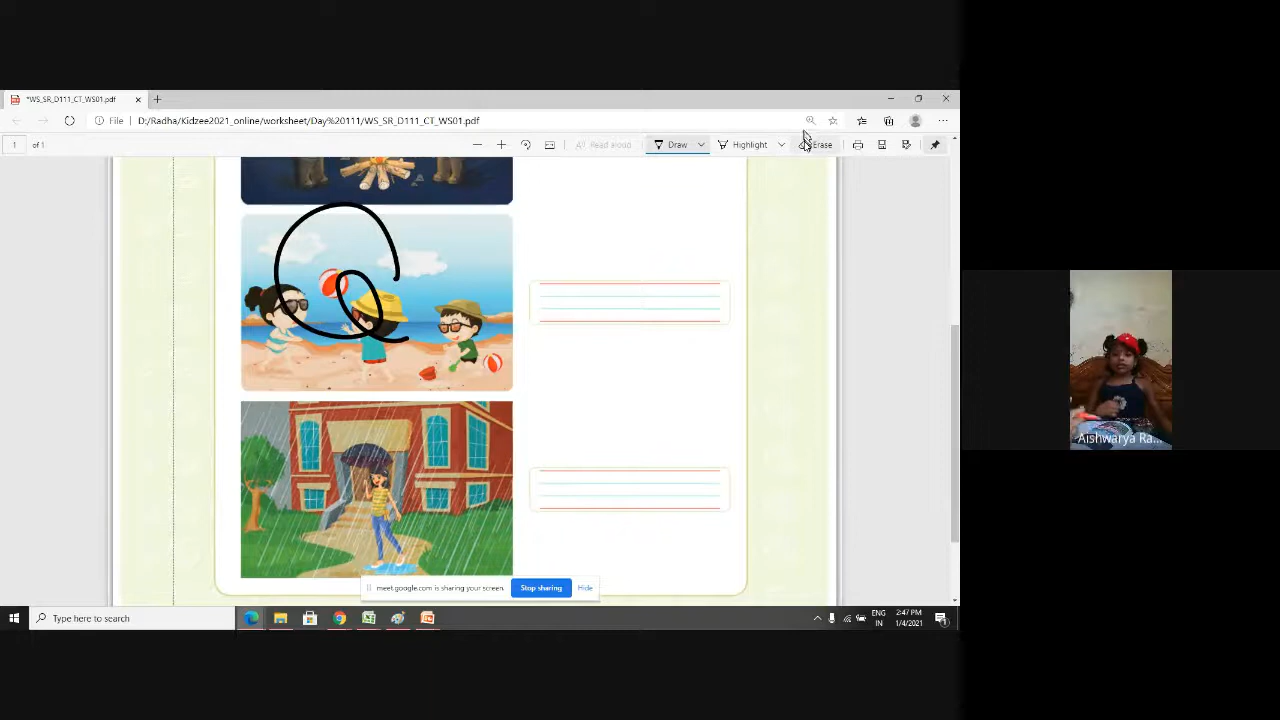 *WS_SR_D111_CT_WS01.pdf
File
D:/Radha/Kidzee2021_online/worksheet/Day%20111/WS_SR_D111_CT_WS01.pdf
1 of 1
Read aloud
Draw
Highlight
Erase
Aishwarya Ra...
meet.google.com is sharing your screen.
Stop sharing
Hide
Type here to search
ENG
IN
2:47 PM
1/4/2021